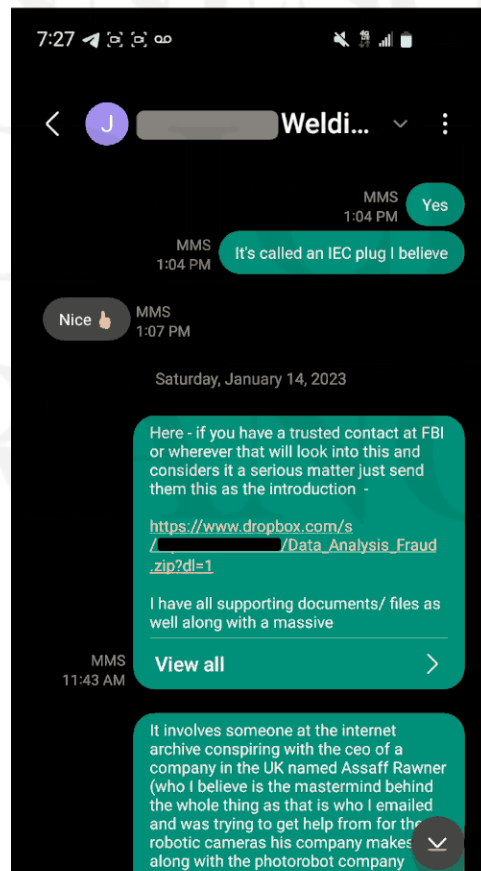 7:27
J
Weldi...
MMS
1:04 PM
Yes
MMS
1:04 PM
It's called an IEC plug I believe
Nice
MMS
1:07 PM
Saturday, January 14, 2023
Here - if you have a trusted contact at FBI
or wherever that will look into this and
considers it a serious matter just send
them this as the introduction -
https://www.dropbox.com/s
/ /Data_Analysis_Fraud
.zip?dl=1
I have all supporting documents/ files as
well along with a massive
MMS
11:43 AM
View all
It involves someone at the internet
archive conspiring with the ceo of a
company in the UK named Assaff Rawner
(who I believe is the mastermind behind
the whole thing as that is who I emailed
and was trying to get help from for the
robotic cameras his company makes
along with the photorobot company